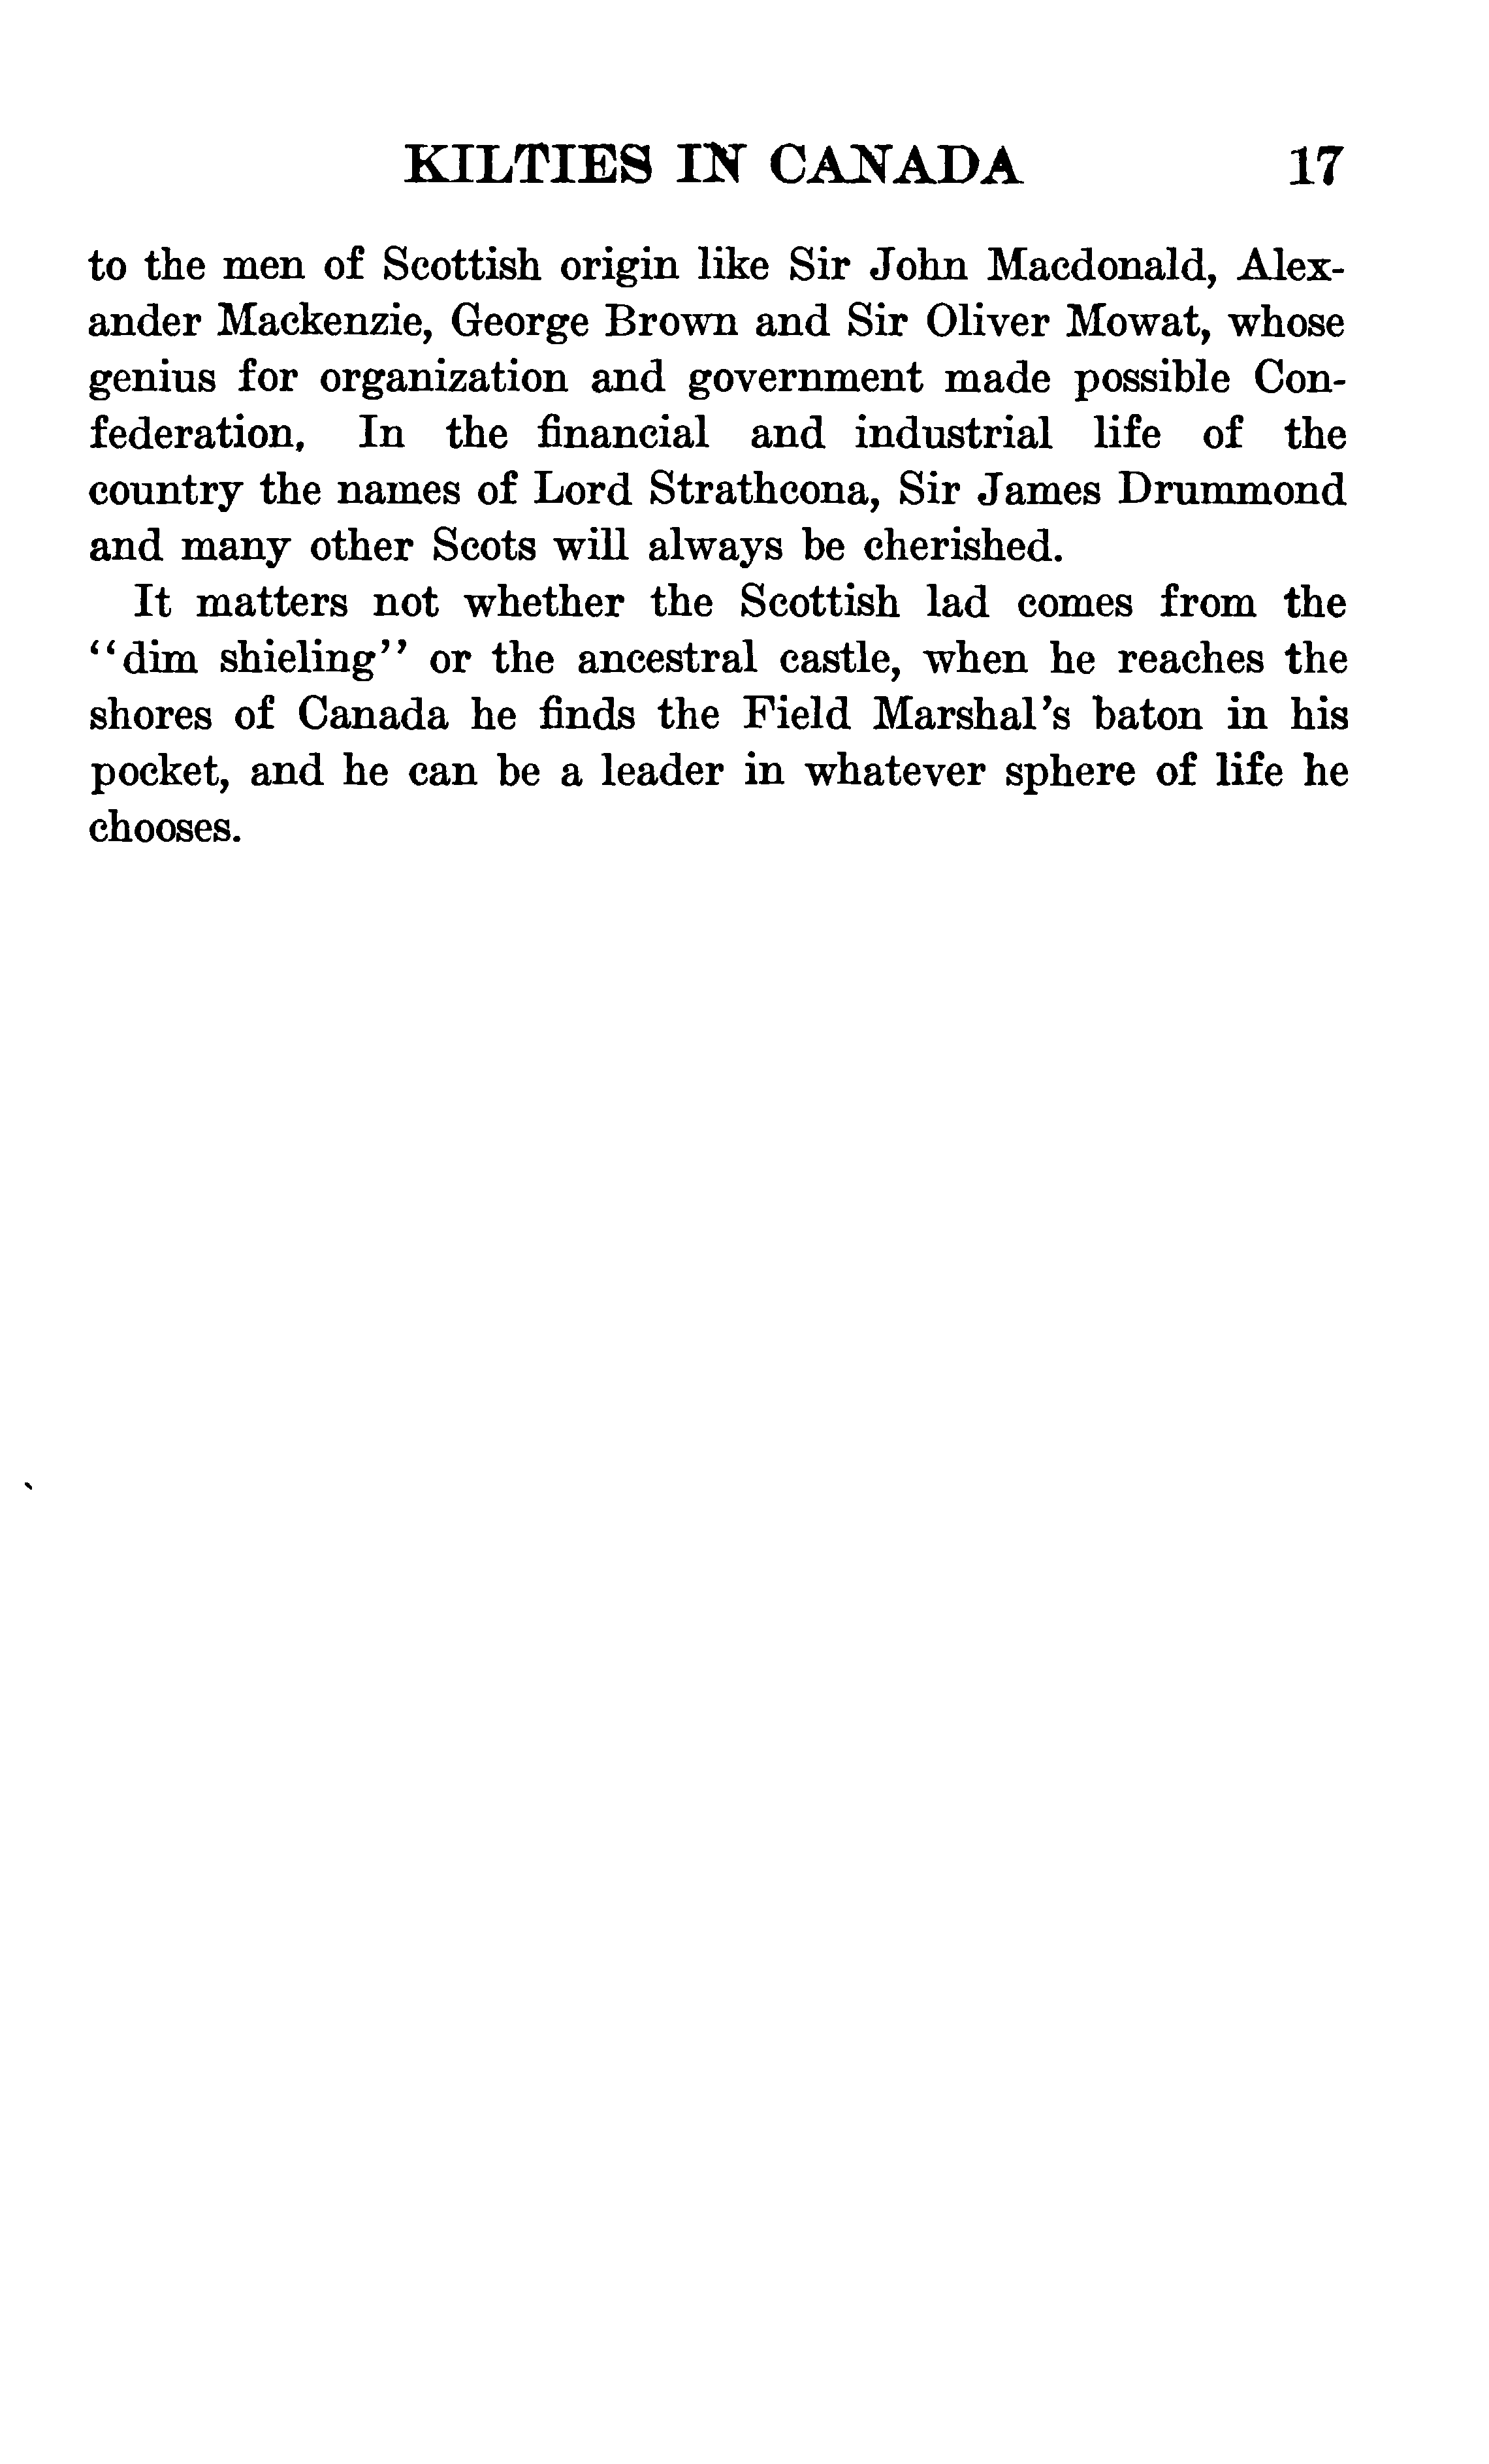 KILTIES IN CANADA 17
to the men of Scottish origin like Sir John Macdonald, Alex-
ander Mackenzie, George Brown and Sir Oliver Mowat, whose
genius for organization and government made possible Con-
federation, In the financial and industrial life of the
country the names of Lord Strathcona, Sir James Drummond
and many other Scots will always be cherished.
It matters not whether the Scottish lad comes from the
‘‘dim shieling’’ or the ancestral castle, when he reaches the
shores of Canada he finds the Field Marshal’s baton in his
pocket, and he can be a leader in whatever sphere of life he
chooses.